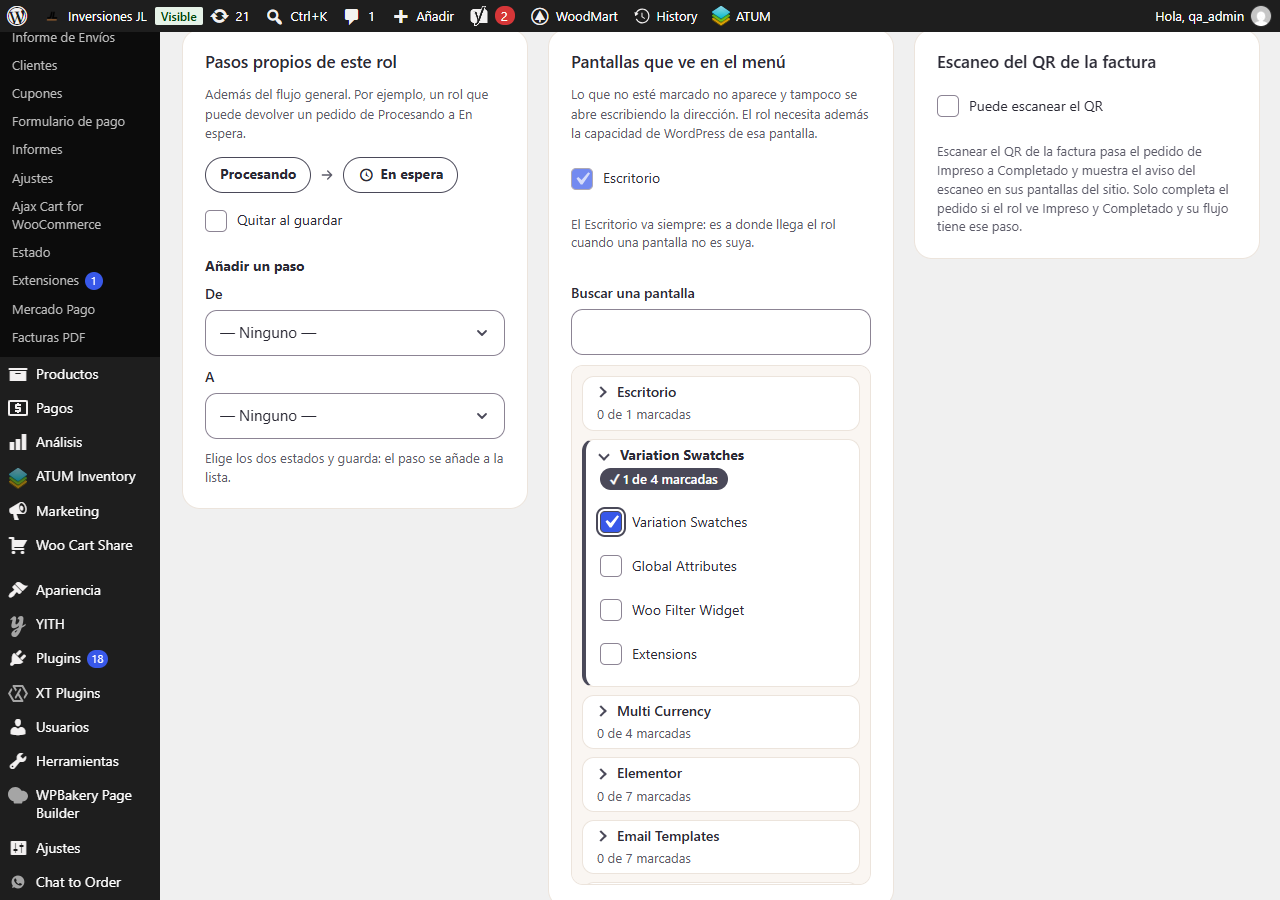 Inversiones JL
Visible
21
Ctrl+K
1
Añadir
2
WoodMart
History
ATUM
Hola, qa_admin
Informe de Envíos
Clientes
Cupones
Formulario de pago
Informes
Ajustes
Ajax Cart for
WooCommerce
Estado
Extensiones 1
Mercado Pago
Facturas PDF
Productos
Pagos
Análisis
ATUM Inventory
Marketing
Woo Cart Share
Apariencia
YITH
Plugins 18
XT Plugins
Usuarios
Herramientas
WPBakery Page
Builder
Ajustes
Chat to Order
Pasos propios de este rol
Además del flujo general. Por ejemplo, un rol que
puede devolver un pedido de Procesando a En
espera.
Procesando → En espera
Quitar al guardar
Añadir un paso
De
— Ninguno —
A
— Ninguno —
Elige los dos estados y guarda: el paso se añade a la
lista.
Pantallas que ve en el menú
Lo que no esté marcado no aparece y tampoco se
abre escribiendo la dirección. El rol necesita además
la capacidad de WordPress de esa pantalla.
Escritorio
El Escritorio va siempre: es a donde llega el rol
cuando una pantalla no es suya.
Buscar una pantalla
Escritorio
0 de 1 marcadas
Variation Swatches
✓ 1 de 4 marcadas
Variation Swatches
Global Attributes
Woo Filter Widget
Extensions
Multi Currency
0 de 4 marcadas
Elementor
0 de 7 marcadas
Email Templates
0 de 7 marcadas
Escaneo del QR de la factura
Puede escanear el QR
Escanear el QR de la factura pasa el pedido de
Impreso a Completado y muestra el aviso del
escaneo en sus pantallas del sitio. Solo completa el
pedido si el rol ve Impreso y Completado y su flujo
tiene ese paso.